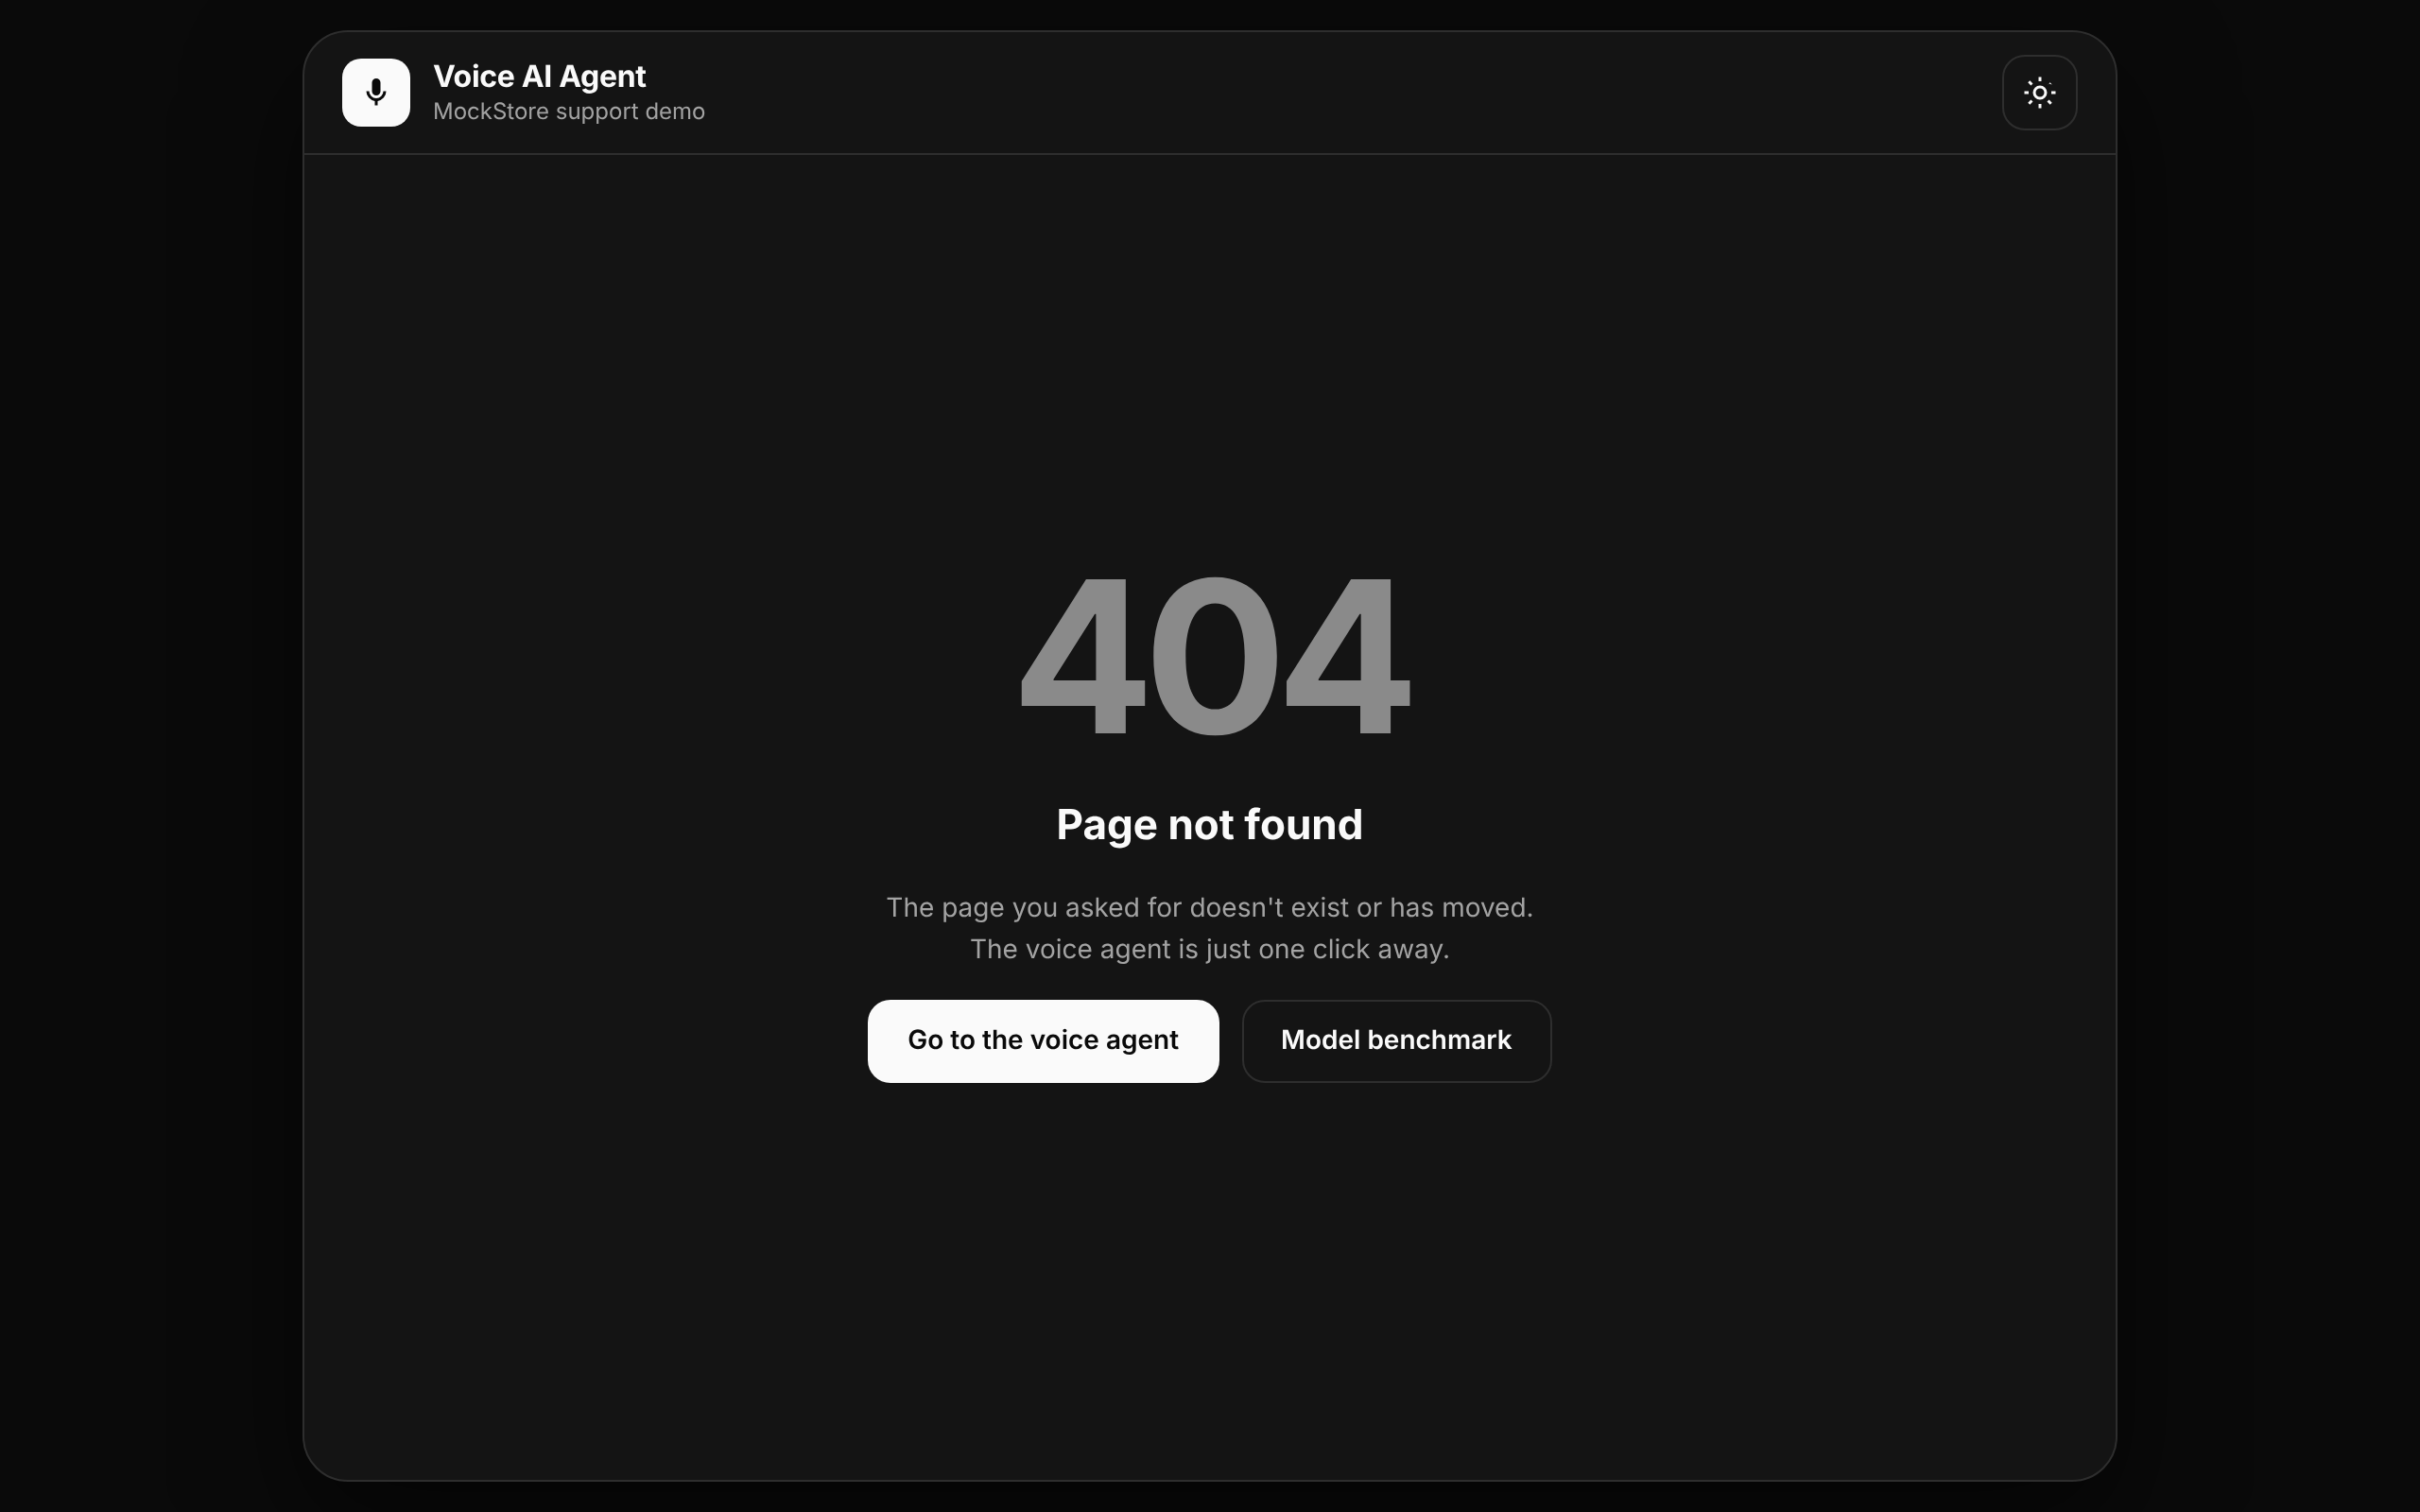 Voice AI Agent
MockStore support demo
404
Page not found
The page you asked for doesn't exist or has moved.
The voice agent is just one click away.
Go to the voice agent
Model benchmark